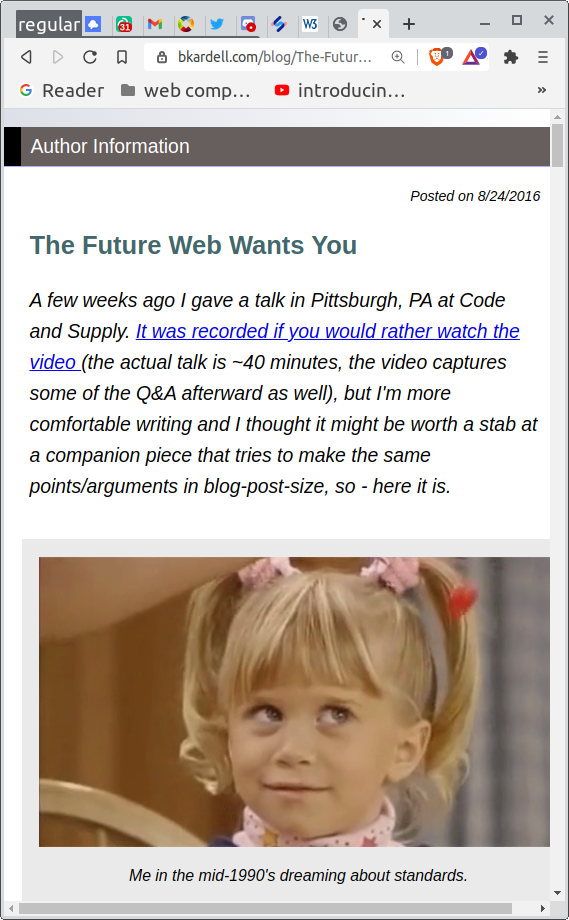 regular
31
W3
bkardell.com/blog/The-Futur…
1
Reader
web comp…
introducin…
»
Author Information
Posted on 8/24/2016
The Future Web Wants You
A few weeks ago I gave a talk in Pittsburgh, PA at Code
and Supply. It was recorded if you would rather watch the
video (the actual talk is ~40 minutes, the video captures
some of the Q&A afterward as well), but I'm more
comfortable writing and I thought it might be worth a stab at
a companion piece that tries to make the same
points/arguments in blog-post-size, so - here it is.
Me in the mid-1990's dreaming about standards.